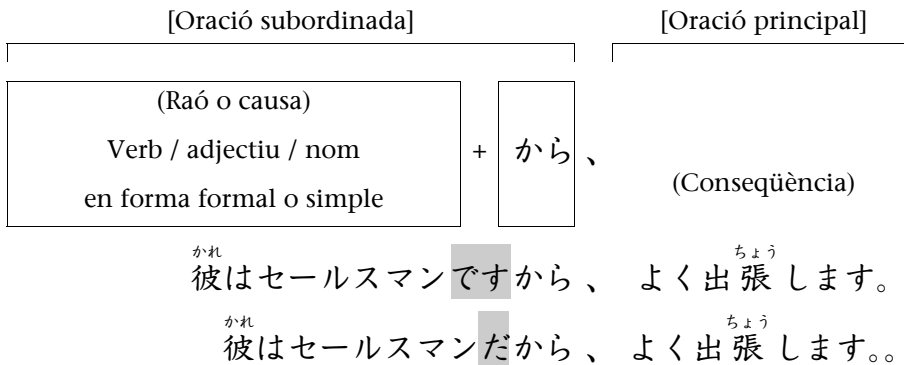 [Oració subordinada] [Oració principal]
(Raó o causa)
Verb / adjectiu / nom + から 、
en forma formal o simple
(Conseqüència)
かれ ちょう
彼はセールスマンですから 、 よく出張します。
かれ ちょう
彼はセールスマンだから 、 よく出張します。。